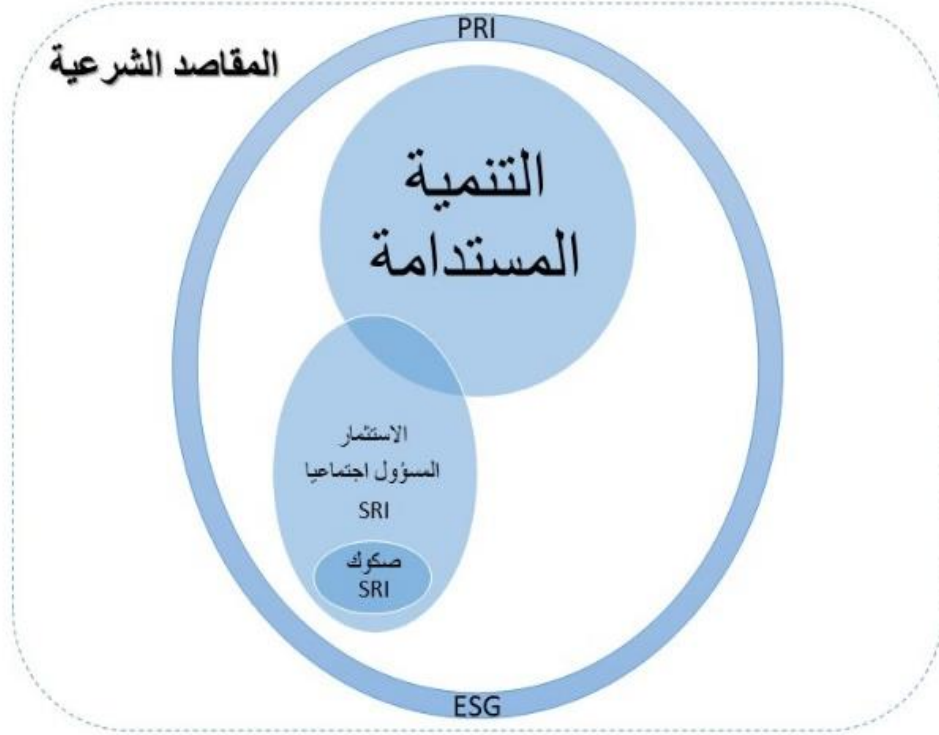 PRI
المقاصد الشرعية
التنمية
المستدامة
الاستثمار
المسؤول اجتماعيا
SRI
صكوك
SRI
ESG